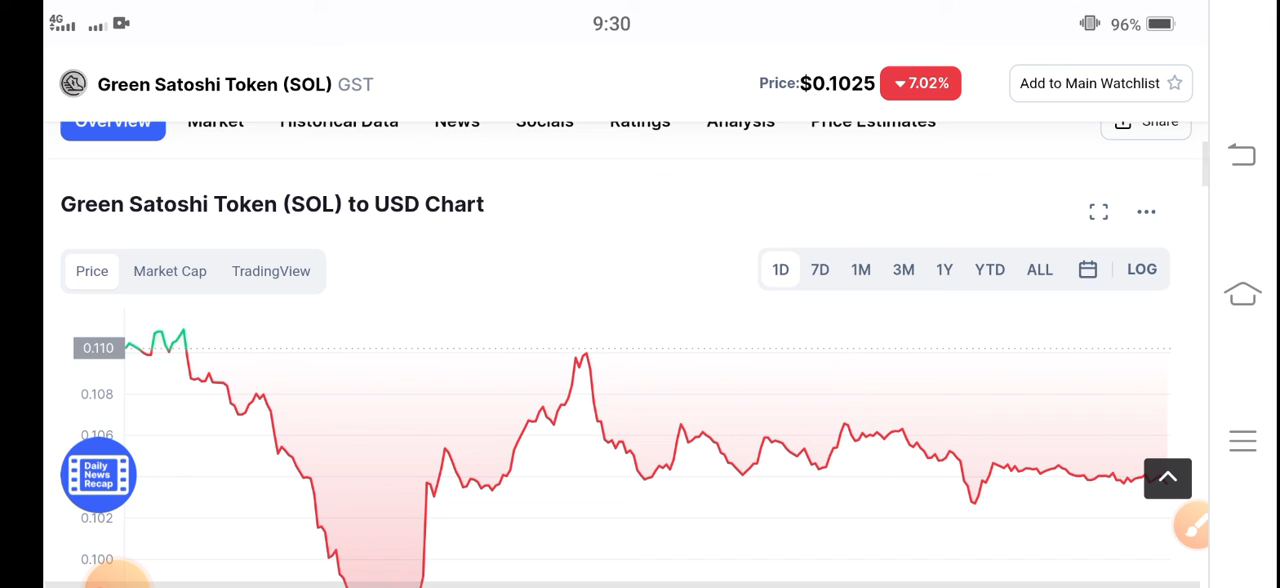 4G
9:30
96%
Green Satoshi Token (SOL) GST
Price:$0.1025 7.02%
Add to Main Watchlist
Overview Market Historical Data News Socials Ratings Analysis Price Estimates Share
Green Satoshi Token (SOL) to USD Chart
Price Market Cap TradingView
1D 7D 1M 3M 1Y YTD ALL LOG
0.110
0.108
0.106
Daily
News
Recap
0.102
0.100